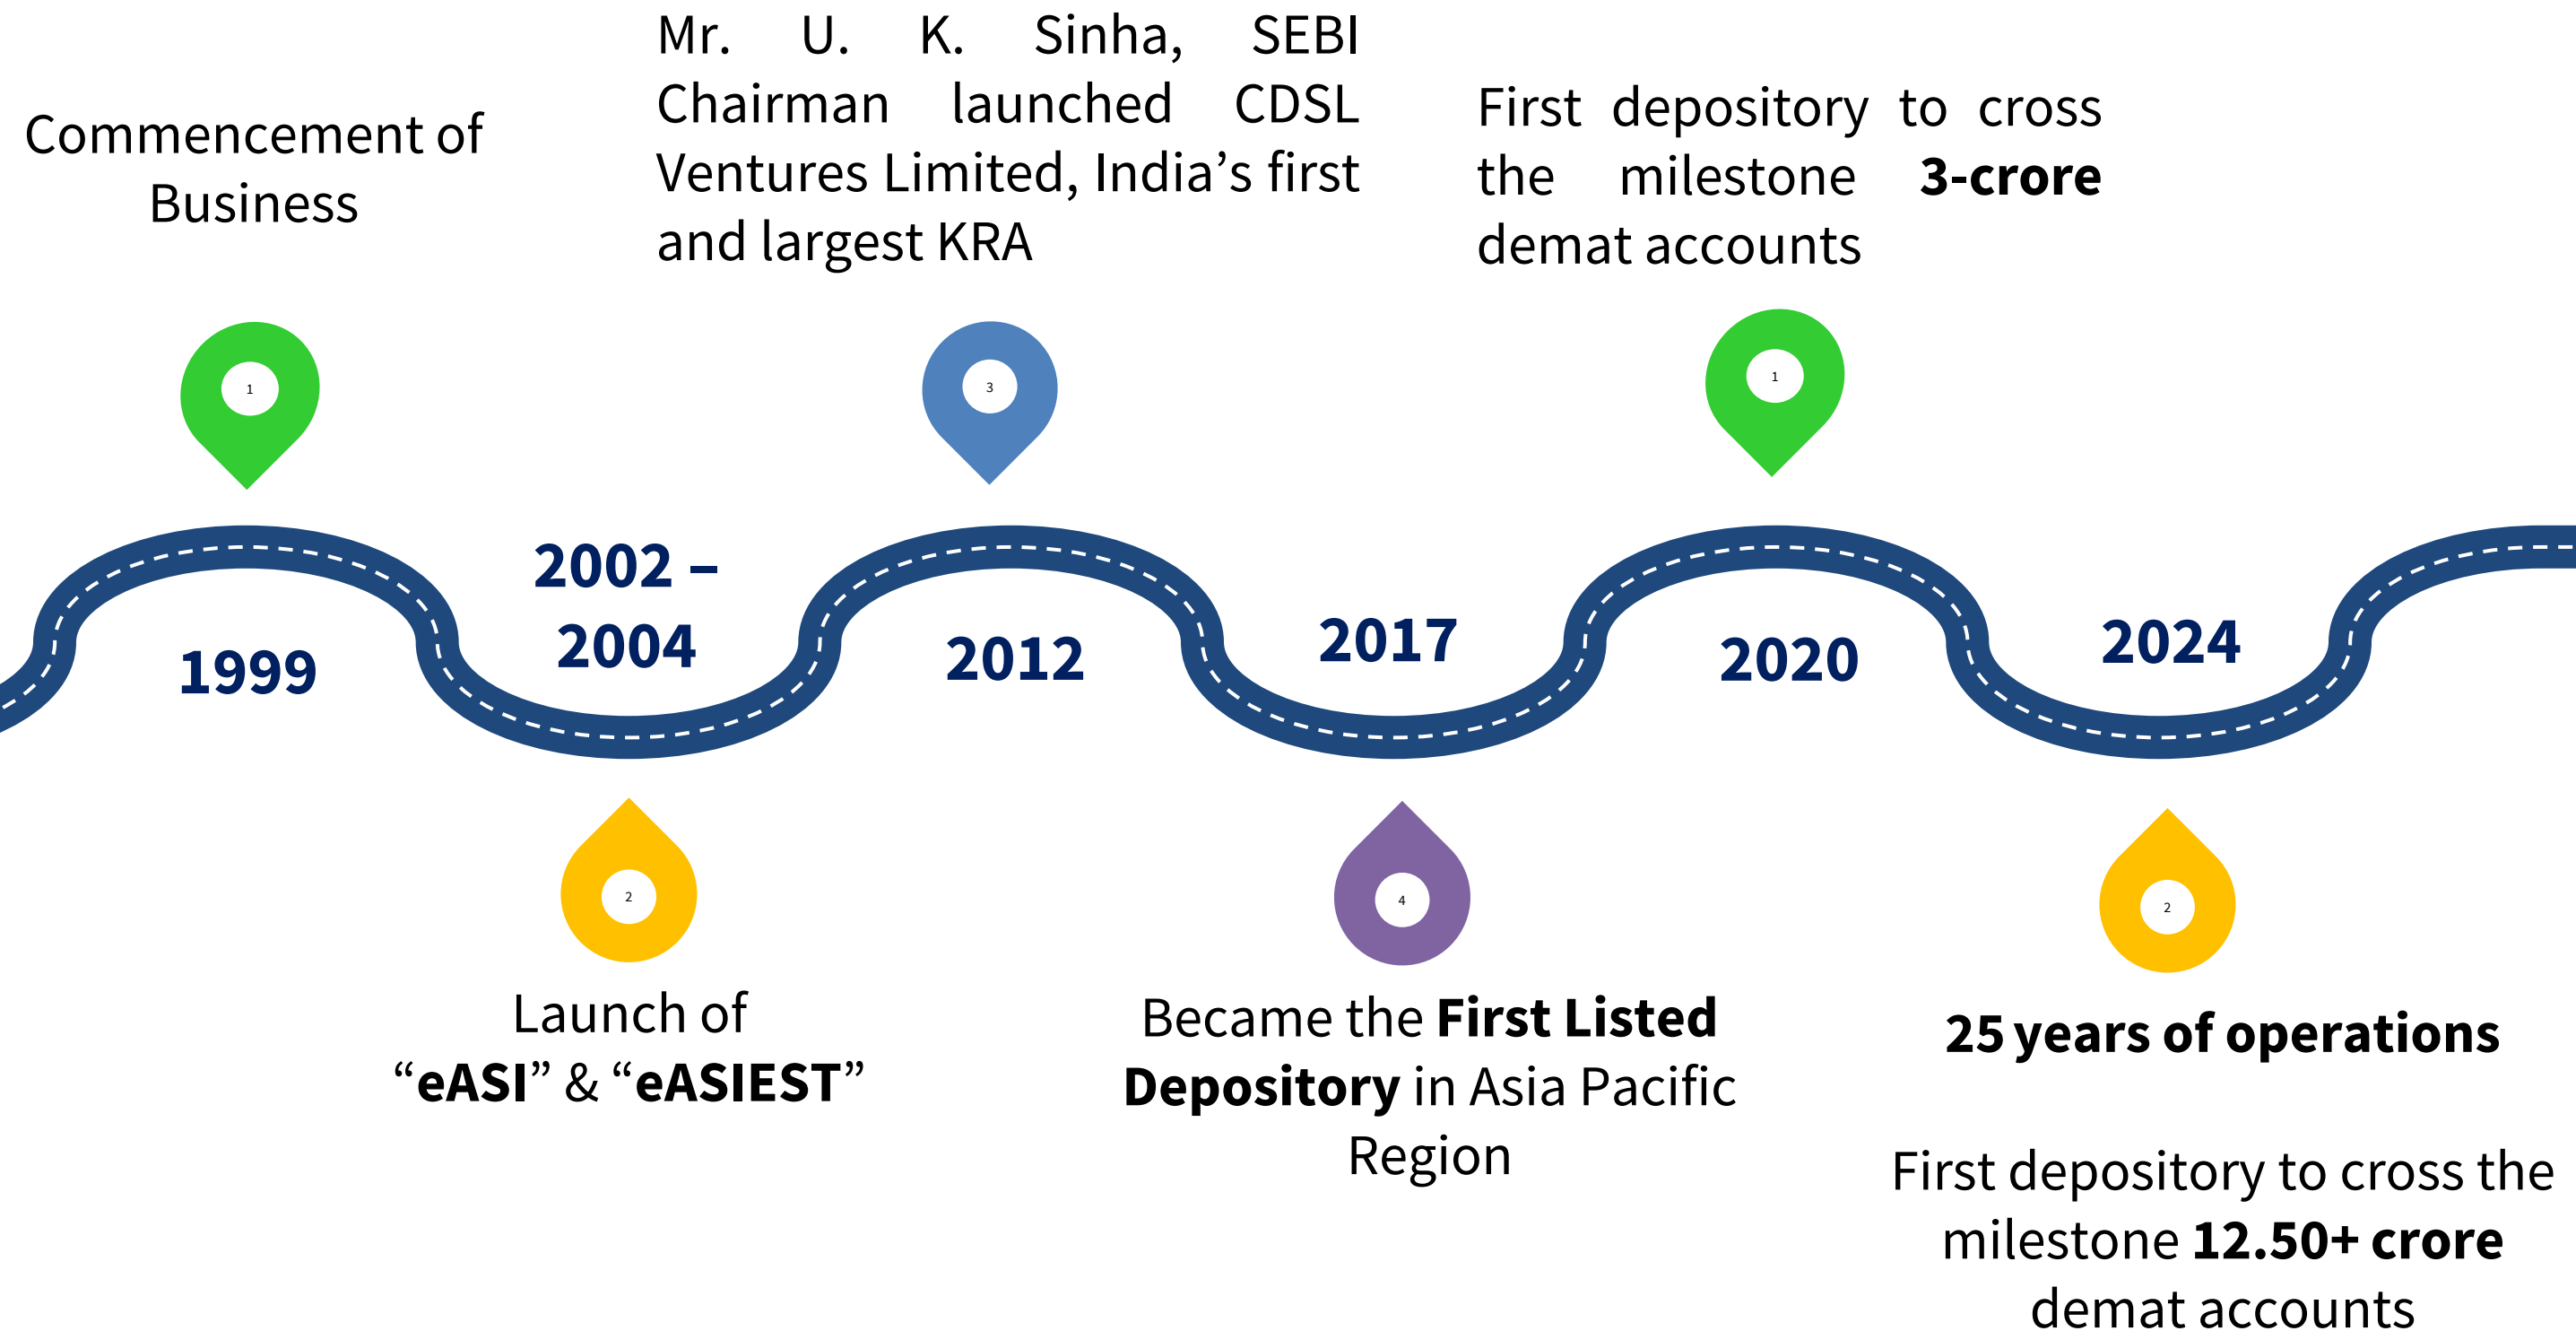 Commencement of
Business
1
1999
2002 –
2004
2
Launch of
“eASI” & “eASIEST”
Mr. U. K. Sinha, SEBI
Chairman launched CDSL
Ventures Limited, India’s first
and largest KRA
3
2012
2017
4
Became the First Listed
Depository in Asia Pacific
Region
First depository to cross
the milestone 3-crore
demat accounts
1
2020
2024
2
25 years of operations
First depository to cross the
milestone 12.50+ crore
demat accounts